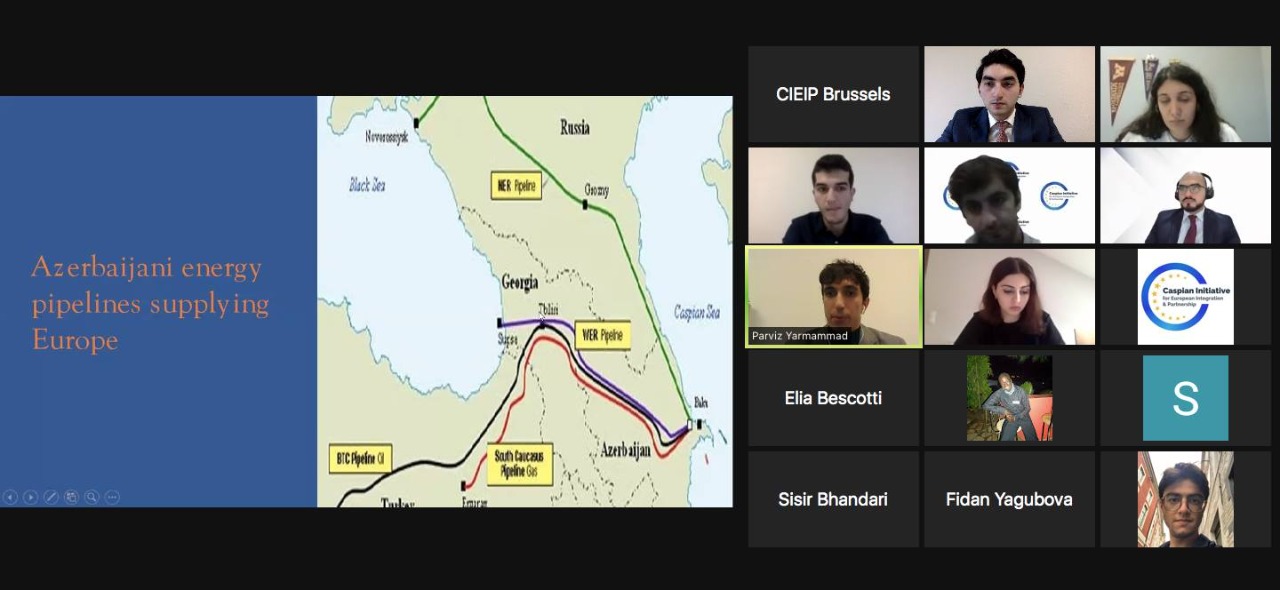 Azerbaijani energy
pipelines supplying
Europe
Novorossiysk
Russia
Black Sea
NER Pipeline
Grozny
Georgia
Tbilisi
Supsa
WER Pipeline
Caspian Sea
Baku
BTC Pipeline Oil
South Caucasus
Pipeline Gas
Azerbaijan
Turkey
CIEIP Brussels
Parviz Yarmammad
Caspian Initiative
for European Integration
& Partnership
Elia Bescotti
S
Sisir Bhandari
Fidan Yagubova